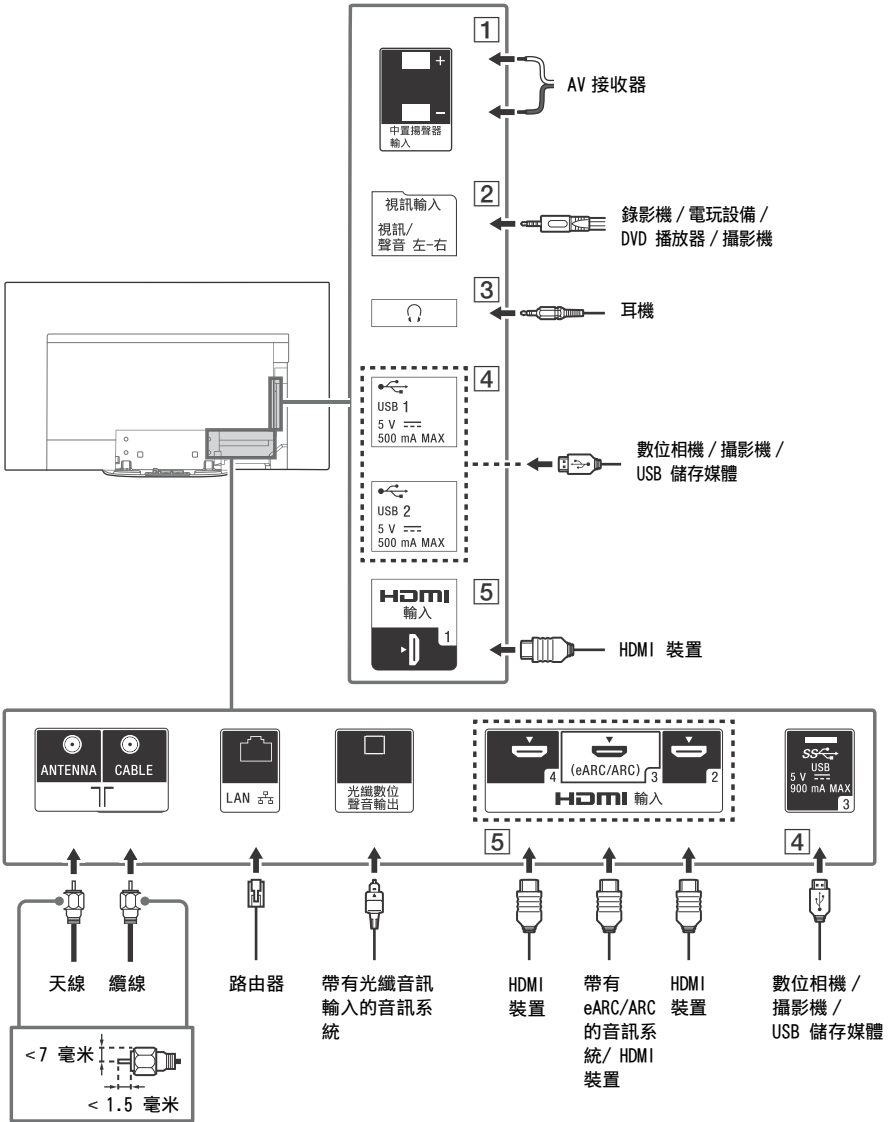 1
+
−
中置揚聲器
輸入
AV 接收器
2
視訊輸入
視訊/
聲音 左-右
錄影機 / 電玩設備 /
DVD 播放器 / 攝影機
3
耳機
4
USB 1
5 V
500 mA MAX
USB 2
5 V
500 mA MAX
數位相機 / 攝影機 /
USB 儲存媒體
5
HDMI
輸入
1
HDMI 裝置
ANTENNA
CABLE
LAN
光纖數位
聲音輸出
4
(eARC/ARC)
3
2
HDMI 輸入
SS
USB
5 V
900 mA MAX
3
5
4
天線
纜線
路由器
帶有光纖音訊
輸入的音訊系
統
HDMI
裝置
帶有
eARC/ARC
的音訊系
統/ HDMI
裝置
HDMI
裝置
數位相機 /
攝影機 /
USB 儲存媒體
<7 毫米
< 1.5 毫米